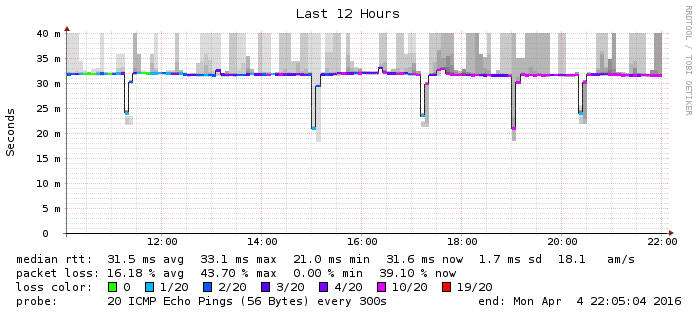 Last 12 Hours
RRDTOOL / TOBI OETIKER
Seconds
40 m
35 m
30 m
25 m
20 m
15 m
10 m
5 m
0
12:00 14:00 16:00 18:00 20:00 22:00
median rtt: 31.5 ms avg 33.1 ms max 21.0 ms min 31.6 ms now 1.7 ms sd 18.1 am/s
packet loss: 16.18 % avg 43.70 % max 0.00 % min 39.10 % now
loss color: 0 1/20 2/20 3/20 4/20 10/20 19/20
probe: 20 ICMP Echo Pings (56 Bytes) every 300s end: Mon Apr 4 22:05:04 2016